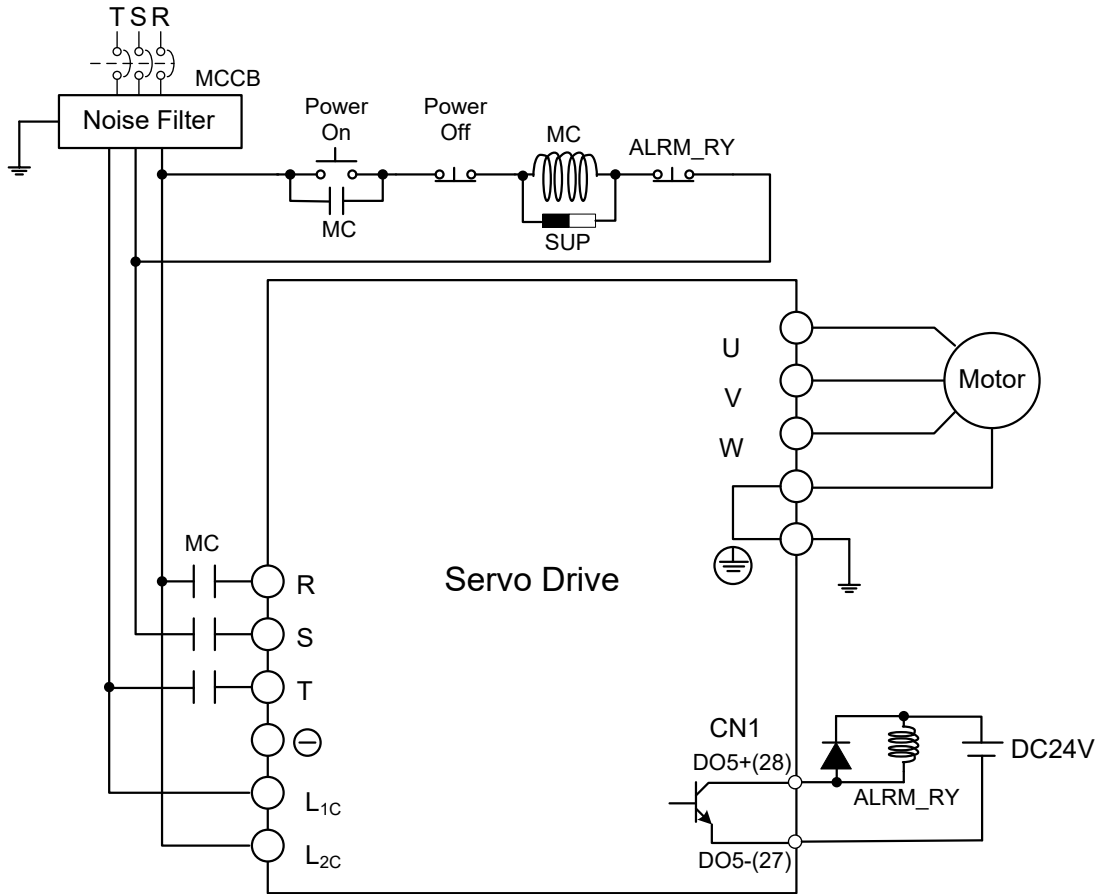 T S R
MCCB
Noise Filter
Power
On
Power
Off
MC
ALRM_RY
MC
SUP
U
V
W
Motor
MC
R
S
T
Servo Drive
L1C
L2C
CN1
DO5+(28)
DO5-(27)
ALRM_RY
DC24V